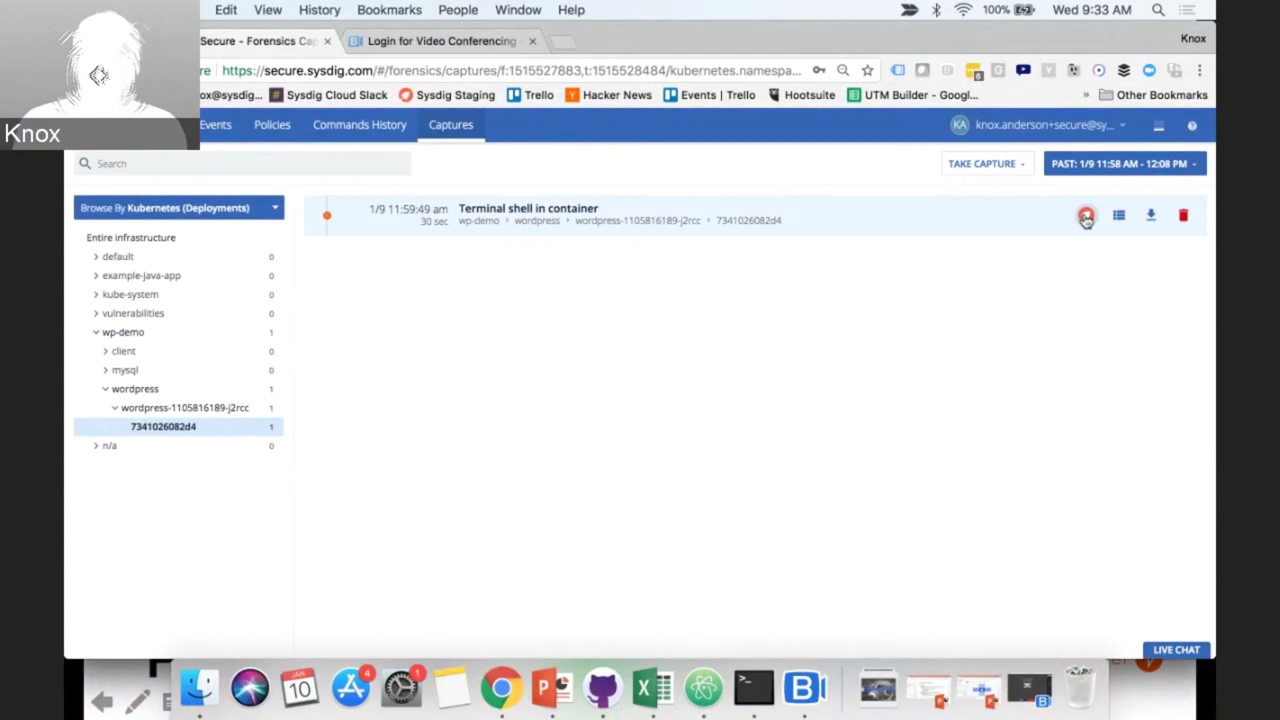 Edit View History Bookmarks People Window Help 100% Wed 9:33 AM
Secure - Forensics Cap Login for Video Conferencing Knox
re https://secure.sysdig.com/#/forensics/captures/f:1515527883,t:1515528484/kubernetes.namespa...
ox@sysdig... Sysdig Cloud Slack Sysdig Staging Trello Hacker News Events | Trello Hootsuite UTM Builder - Googl... » Other Bookmarks
Knox
Events Policies Commands History Captures KA knox.anderson+secure@sy...
Search TAKE CAPTURE PAST: 1/9 11:58 AM - 12:08 PM
Browse By Kubernetes (Deployments)
1/9 11:59:49 am Terminal shell in container
30 sec wp-demo > wordpress > wordpress-1105816189-j2rcc > 7341026082d4
Entire infrastructure
default 0
example-java-app 0
kube-system 0
vulnerabilities 0
wp-demo 1
client 0
mysql 0
wordpress 1
wordpress-1105816189-j2rcc 1
7341026082d4 1
n/a 0
LIVE CHAT
JAN
10
4
1